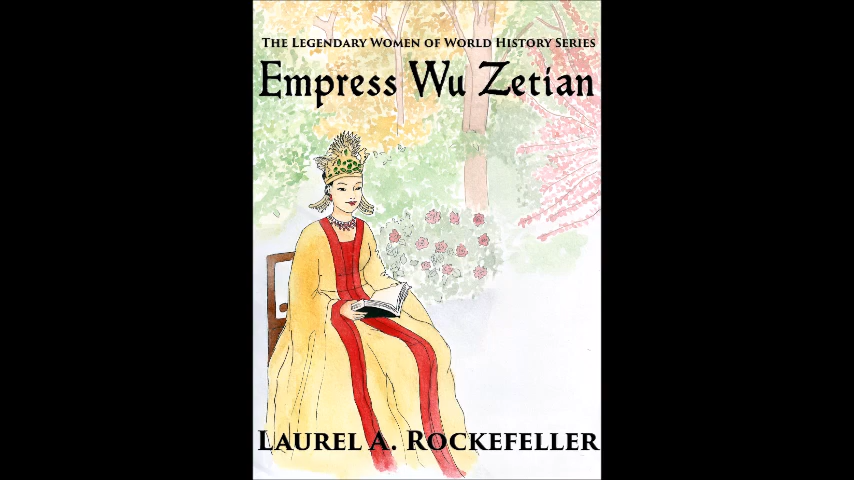 The Legendary Women of World History Series
Empress Wu Zetian
Laurel A. Rockefeller